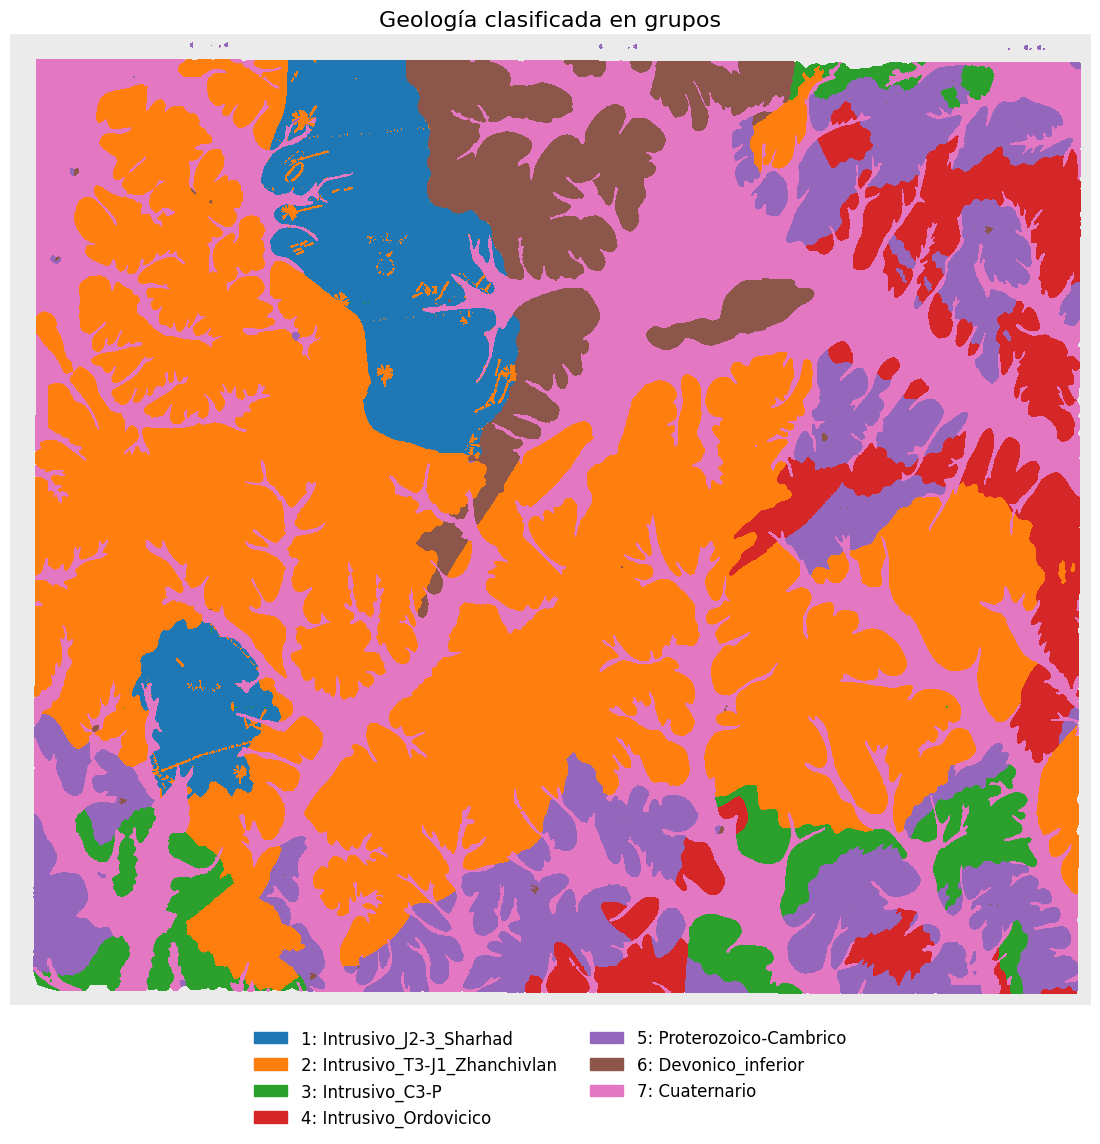 Geología clasificada en grupos
1: Intrusivo_J2-3_Sharhad
2: Intrusivo_T3-J1_Zhanchivlan
3: Intrusivo_C3-P
4: Intrusivo_Ordovicico
5: Proterozoico-Cambrico
6: Devonico_inferior
7: Cuaternario